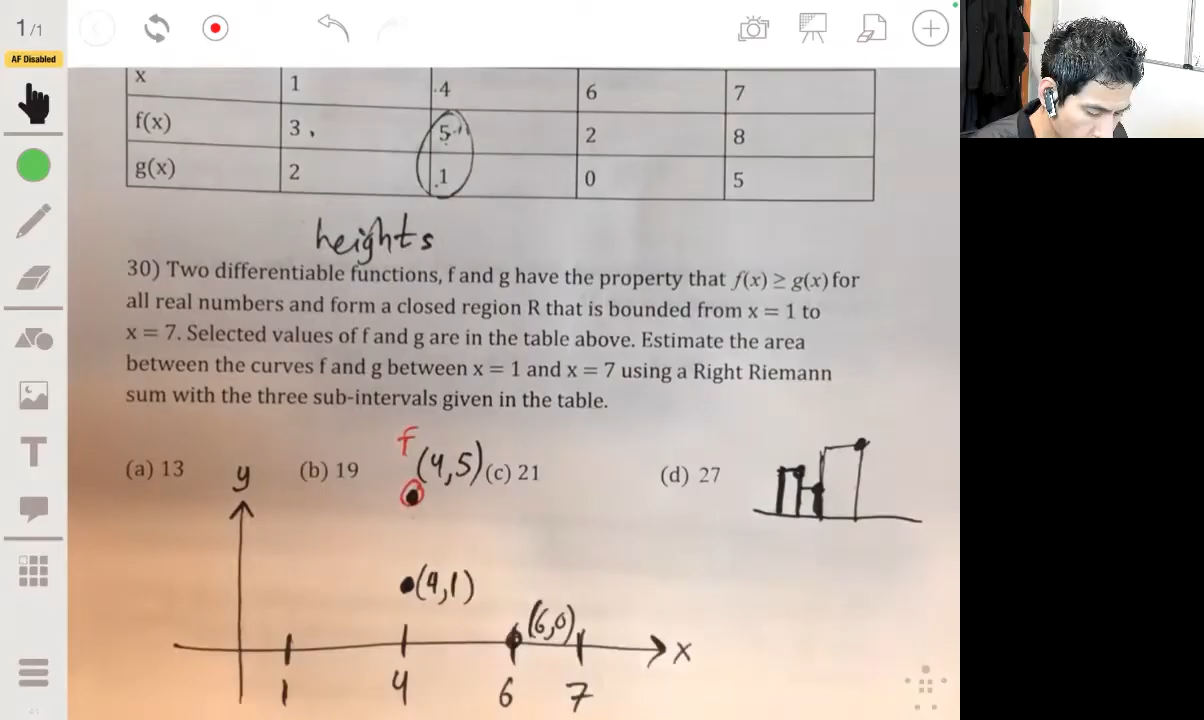 1/1
AF Disabled
x 1 .4 6 7
f(x) 3 , 5 2 8
g(x) 2 .1 0 5
heights
30) Two differentiable functions, f and g have the property that f(x) ≥ g(x) for
all real numbers and form a closed region R that is bounded from x = 1 to
x = 7. Selected values of f and g are in the table above. Estimate the area
between the curves f and g between x = 1 and x = 7 using a Right Riemann
sum with the three sub-intervals given in the table.
f
(a) 13 (b) 19 (4,5) (c) 21 (d) 27
y
(4,1)
(6,0)
x
1 4 6 7